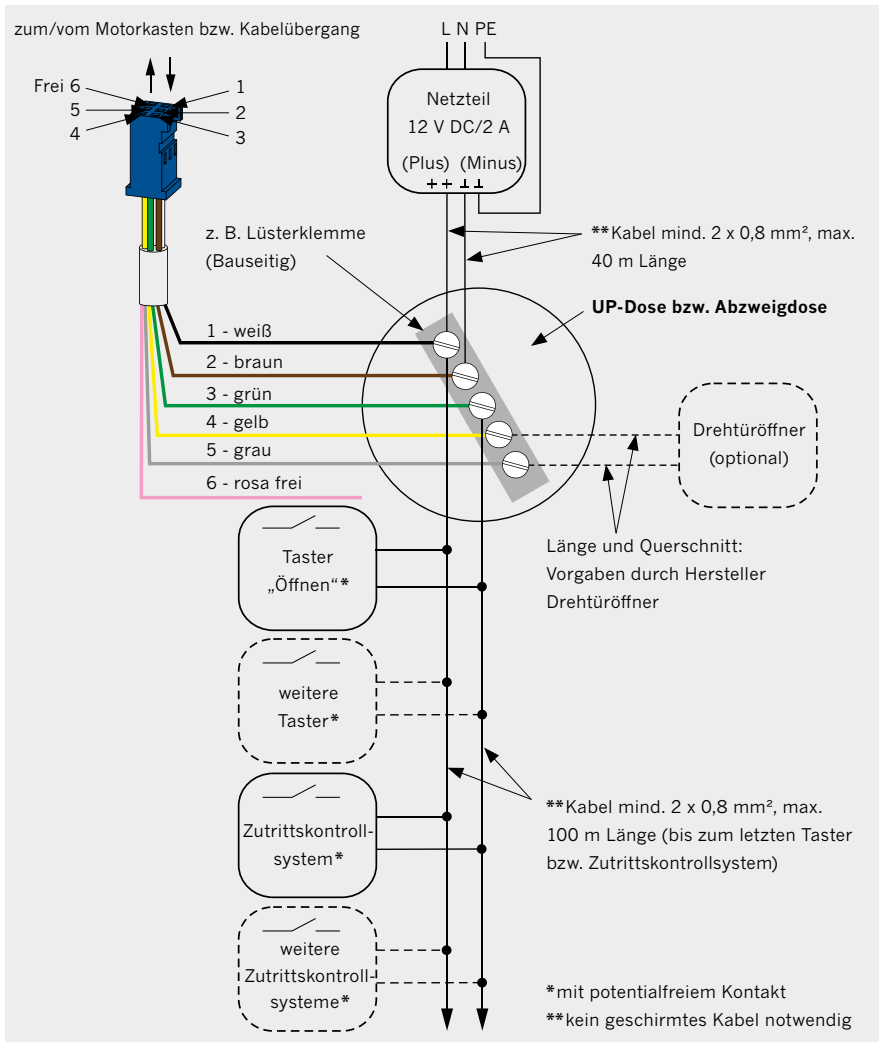 zum/vom Motorkasten bzw. Kabelübergang
L N PE
Frei 6
5
4
1
2
3
Netzteil
12 V DC/2 A
(Plus) (Minus)
++ ⊥⊥
z. B. Lüsterklemme
(Bauseitig)
**Kabel mind. 2 x 0,8 mm², max.
40 m Länge
UP-Dose bzw. Abzweigdose
1 - weiß
2 - braun
3 - grün
4 - gelb
5 - grau
6 - rosa frei
Drehtüröffner
(optional)
Länge und Querschnitt:
Vorgaben durch Hersteller
Drehtüröffner
Taster
„Öffnen“*
weitere
Taster*
Zutrittskontroll-
system*
**Kabel mind. 2 x 0,8 mm², max.
100 m Länge (bis zum letzten Taster
bzw. Zutrittskontrollsystem)
weitere
Zutrittskontroll-
systeme*
*mit potentialfreiem Kontakt
**kein geschirmtes Kabel notwendig